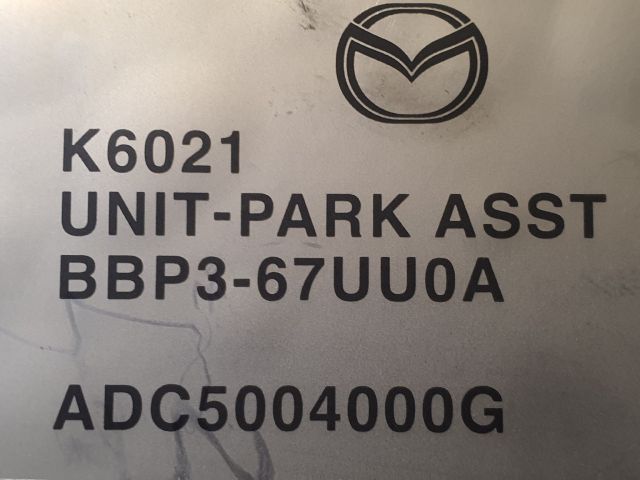 K6021
UNIT-PARK ASST
BBP3-67UU0A
ADC5004000G